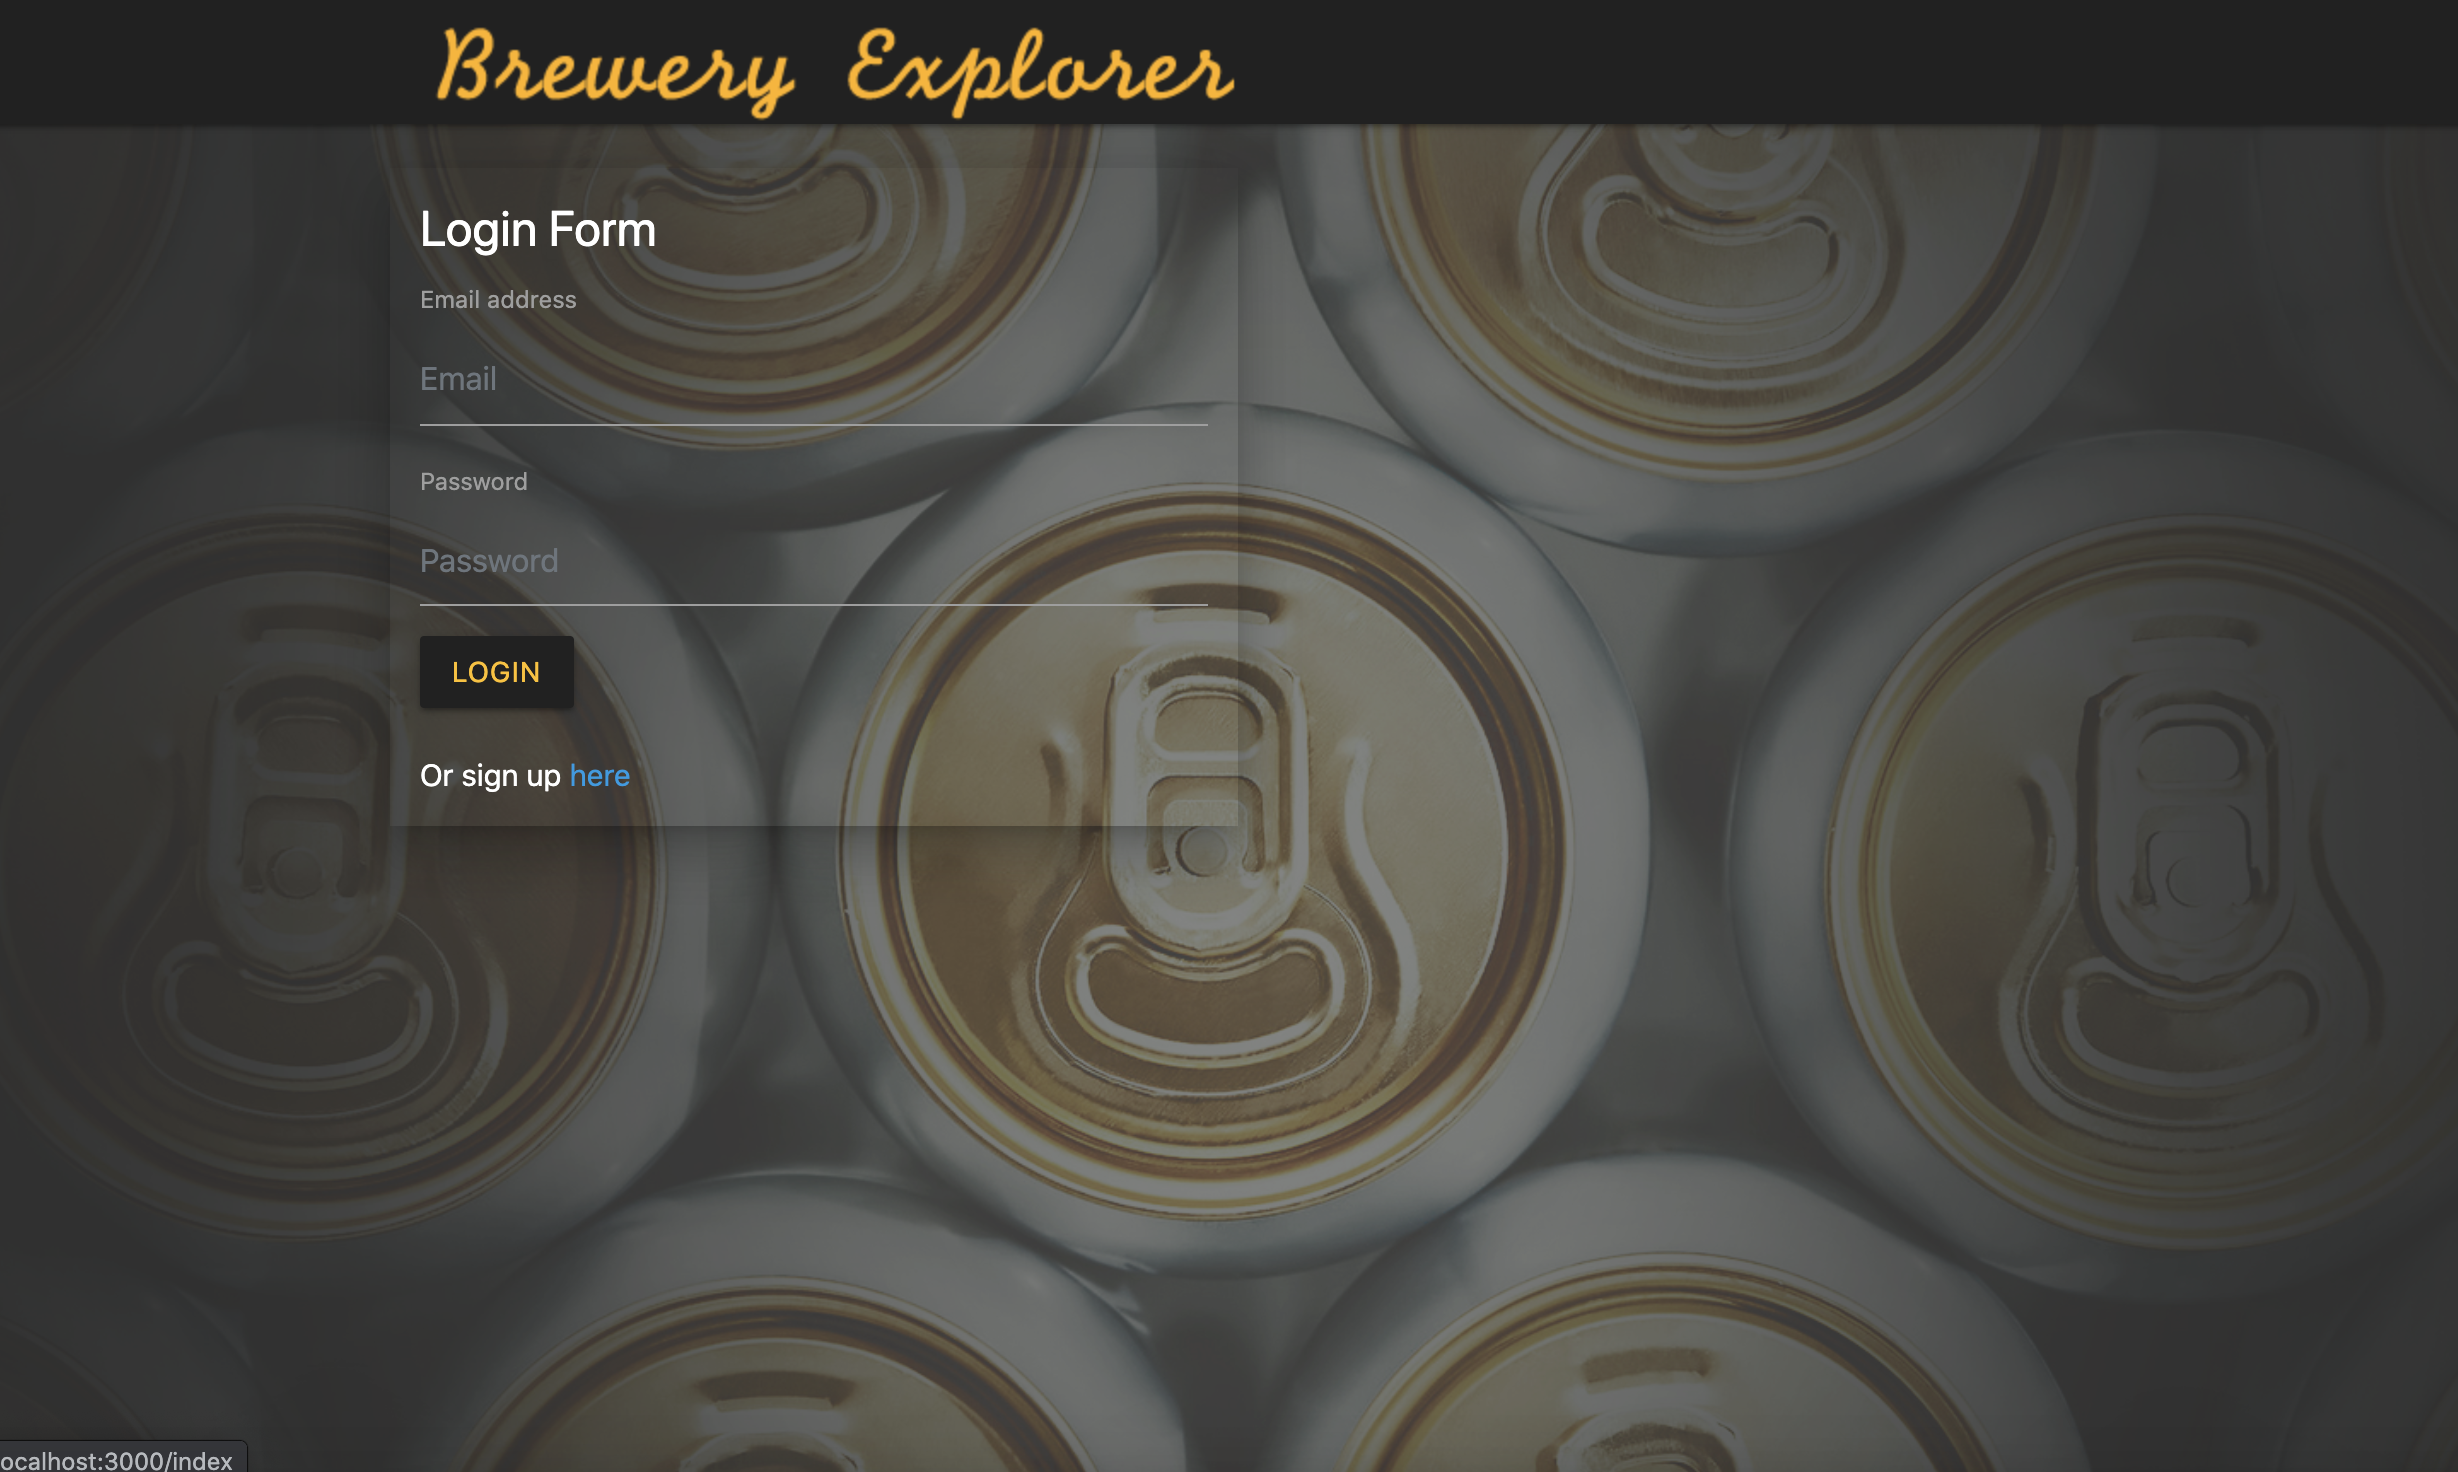 Brewery Explorer
Login Form
Email address
Email
Password
Password
LOGIN
Or sign up here
ocalhost:3000/index